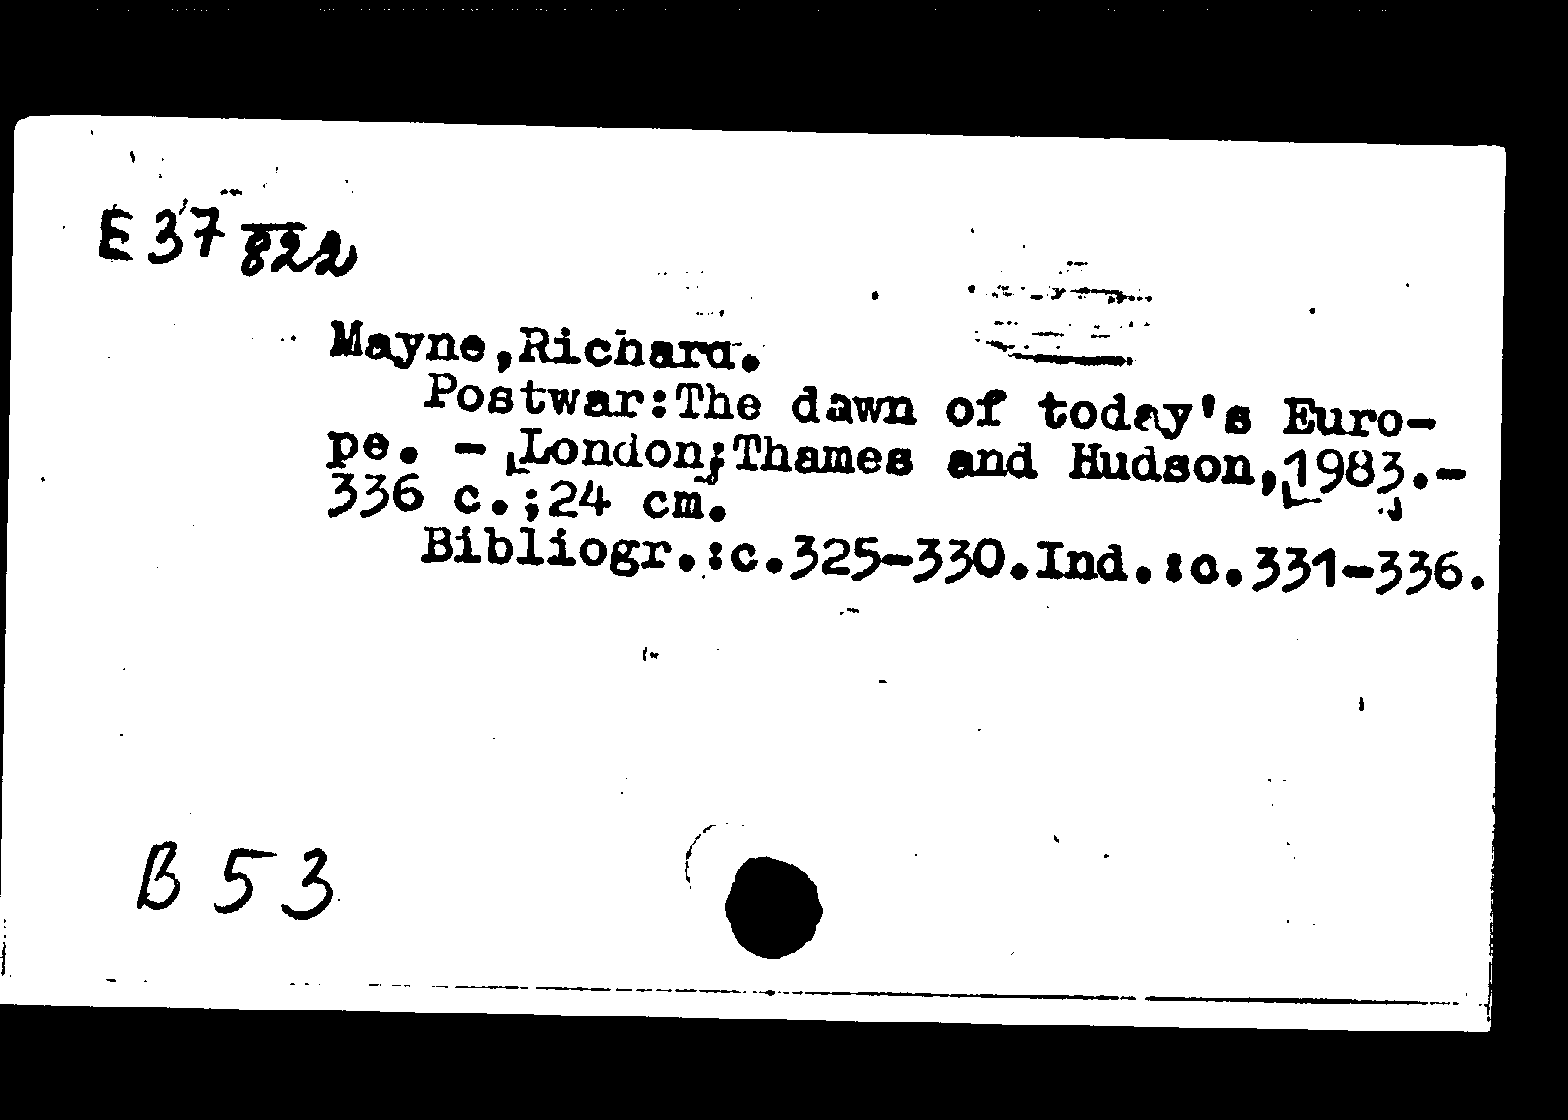 E 37 822
Mayne,Richard.
Postwar:The dawn of today's Euro-
pe. - London;Thames and Hudson,1983.-
336 c.;24 cm.
Bibliogr.:c.325-330.Ind.:c.331-336.
B 53